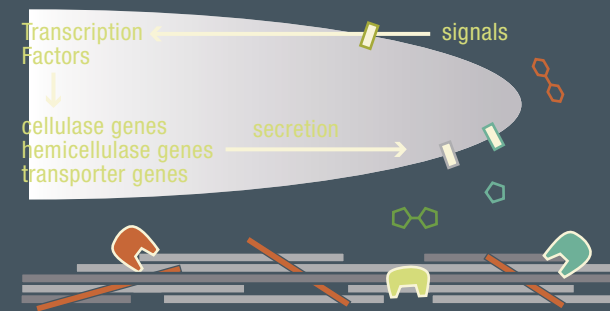 Transcription
Factors
signals
cellulase genes
hemicellulase genes
transporter genes
secretion